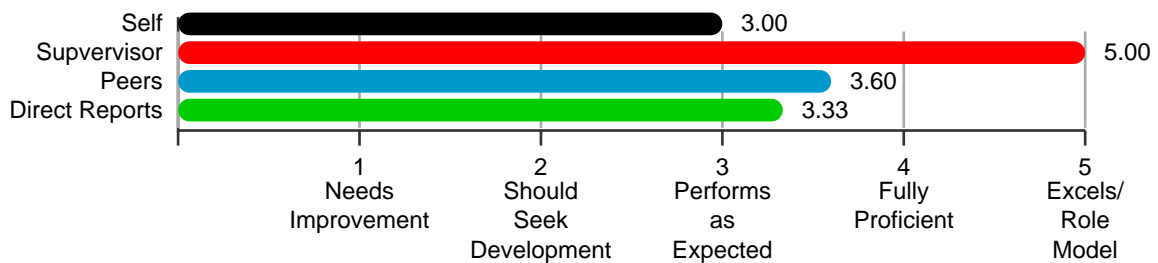 Self 3.00
Supvervisor 5.00
Peers 3.60
Direct Reports 3.33
1 2 3 4 5
Needs Should Performs Fully Excels/
Improvement Seek as Proficient Role
Development Expected Model